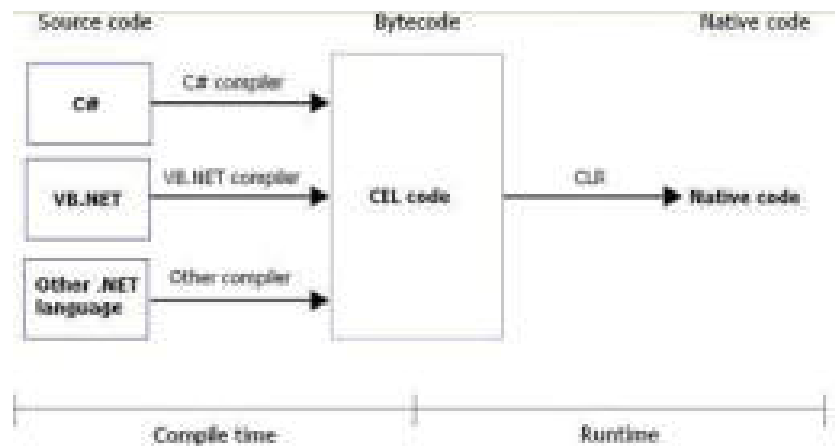 Source code
Bytecode
Native code
C#
C# compiler
VB.NET
VB.NET compiler
Other .NET
language
Other compiler
CIL code
CLR
Native code
Compile time
Runtime